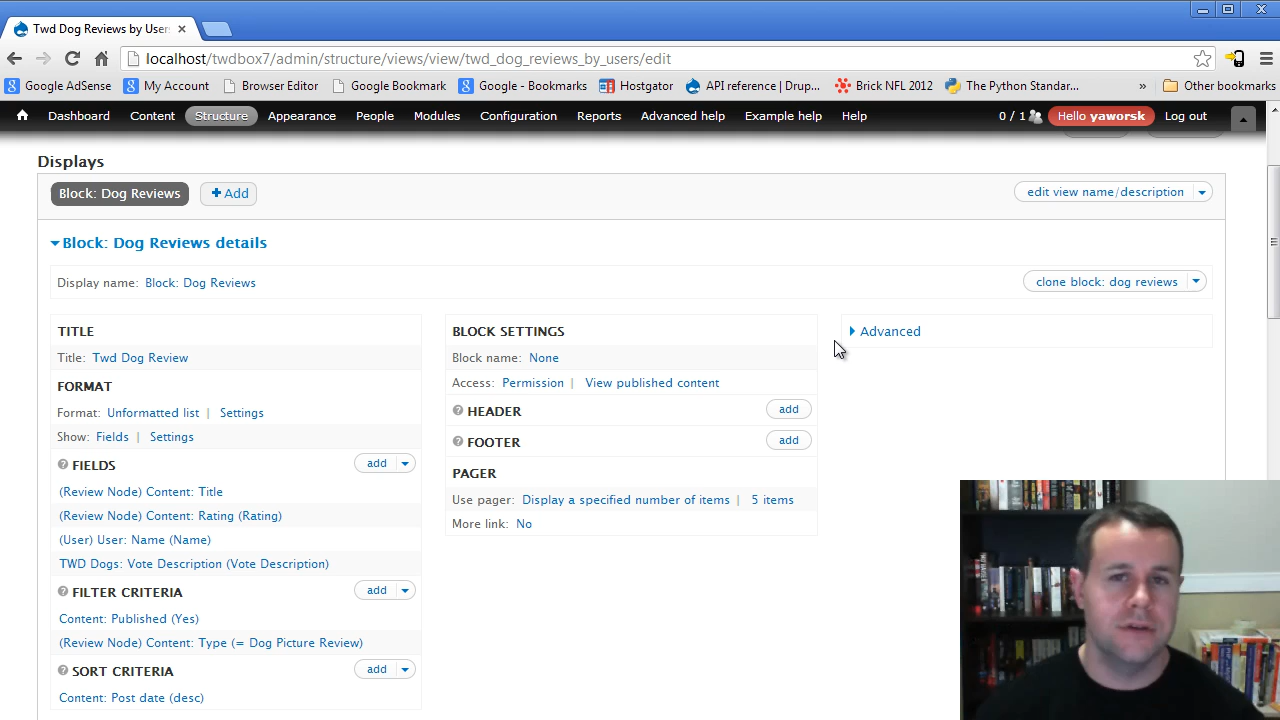 Twd Dog Reviews by User
localhost/twdbox7/admin/structure/views/view/twd_dog_reviews_by_users/edit
Google AdSense My Account Browser Editor Google Bookmark Google - Bookmarks Hostgator API reference | Drup... Brick NFL 2012 The Python Standar... » Other bookmarks
Dashboard Content Structure Appearance People Modules Configuration Reports Advanced help Example help Help 0 / 1 Hello yaworsk Log out
Displays
Block: Dog Reviews + Add edit view name/description
Block: Dog Reviews details
Display name: Block: Dog Reviews clone block: dog reviews
TITLE
Title: Twd Dog Review
FORMAT
Format: Unformatted list | Settings
Show: Fields | Settings
FIELDS add
(Review Node) Content: Title
(Review Node) Content: Rating (Rating)
(User) User: Name (Name)
TWD Dogs: Vote Description (Vote Description)
FILTER CRITERIA add
Content: Published (Yes)
(Review Node) Content: Type (= Dog Picture Review)
SORT CRITERIA add
Content: Post date (desc)
BLOCK SETTINGS
Block name: None
Access: Permission | View published content
HEADER add
FOOTER add
PAGER
Use pager: Display a specified number of items | 5 items
More link: No
Advanced